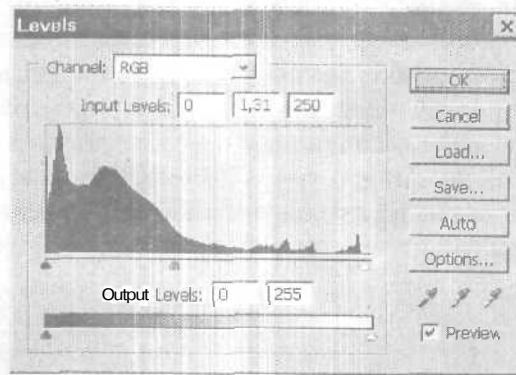 Levels
Channel: RGB
Input Levels: 0 1,31 250
Output Levels: 0 255
OK
Cancel
Load...
Save...
Auto
Options...
Preview